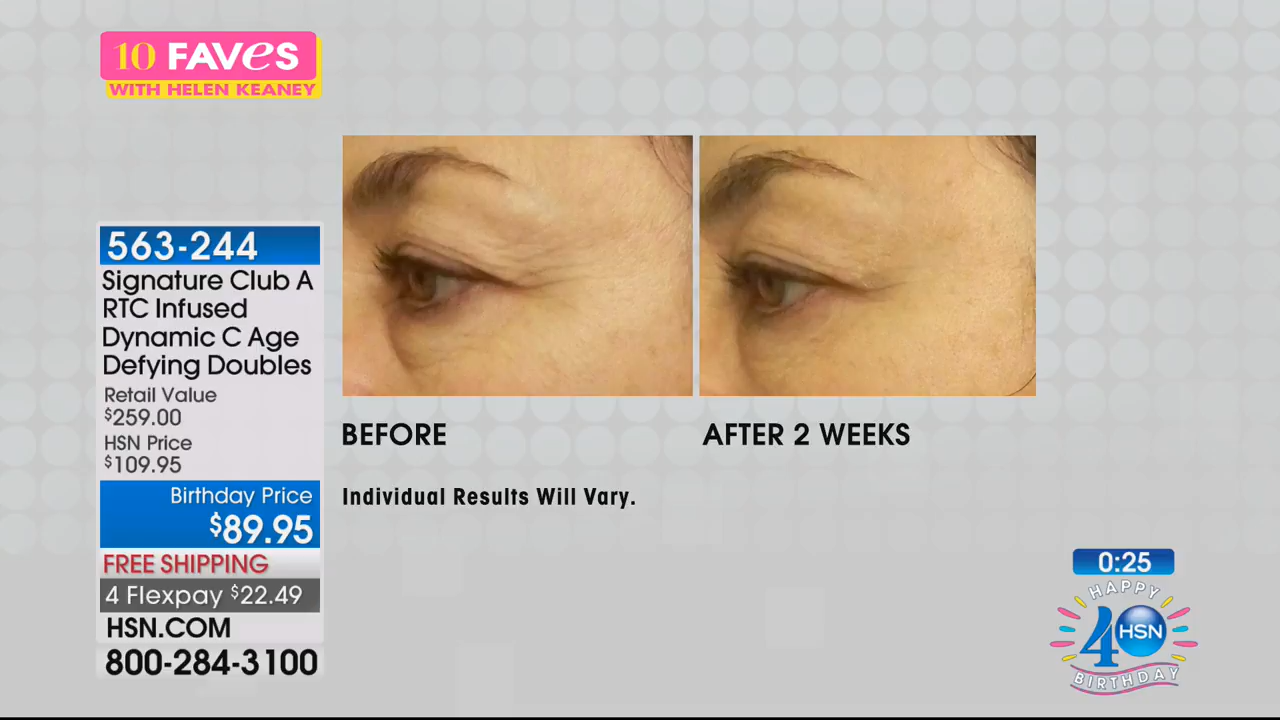 10 FAVeS
WITH HELEN KEANEY
563-244
Signature Club A
RTC Infused
Dynamic C Age
Defying Doubles
Retail Value
$259.00
HSN Price
$109.95
Birthday Price
$89.95
FREE SHIPPING
4 Flexpay $22.49
HSN.COM
800-284-3100
BEFORE
AFTER 2 WEEKS
Individual Results Will Vary.
0:25
HAPPY
40 HSN
BIRTHDAY